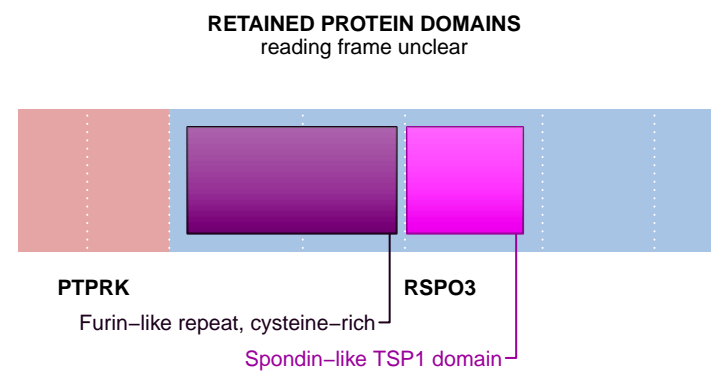 RETAINED PROTEIN DOMAINS
reading frame unclear
PTPRK
RSPO3
Furin−like repeat, cysteine−rich
Spondin−like TSP1 domain